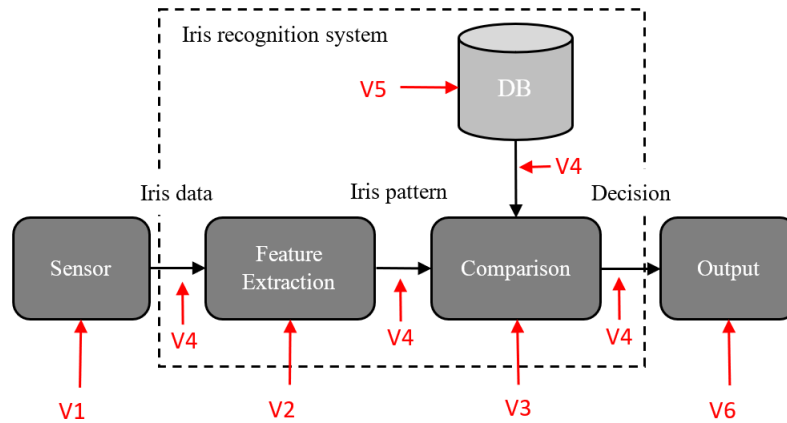 Iris recognition system
DB
V5
V4
Iris data
Iris pattern
Decision
Sensor
Feature
Extraction
Comparison
Output
V4
V4
V4
V1
V2
V3
V6